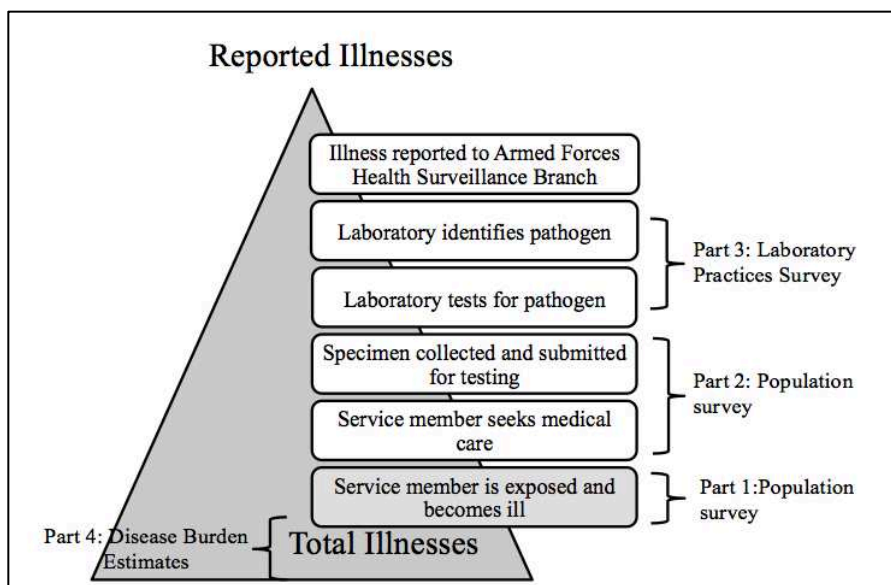 Reported Illnesses
Illness reported to Armed Forces
Health Surveillance Branch
Laboratory identifies pathogen
Part 3: Laboratory
Practices Survey
Laboratory tests for pathogen
Specimen collected and submitted
for testing
Part 2: Population
survey
Service member seeks medical
care
Service member is exposed and
becomes ill
Part 1:Population
survey
Part 4: Disease Burden
Estimates
Total Illnesses